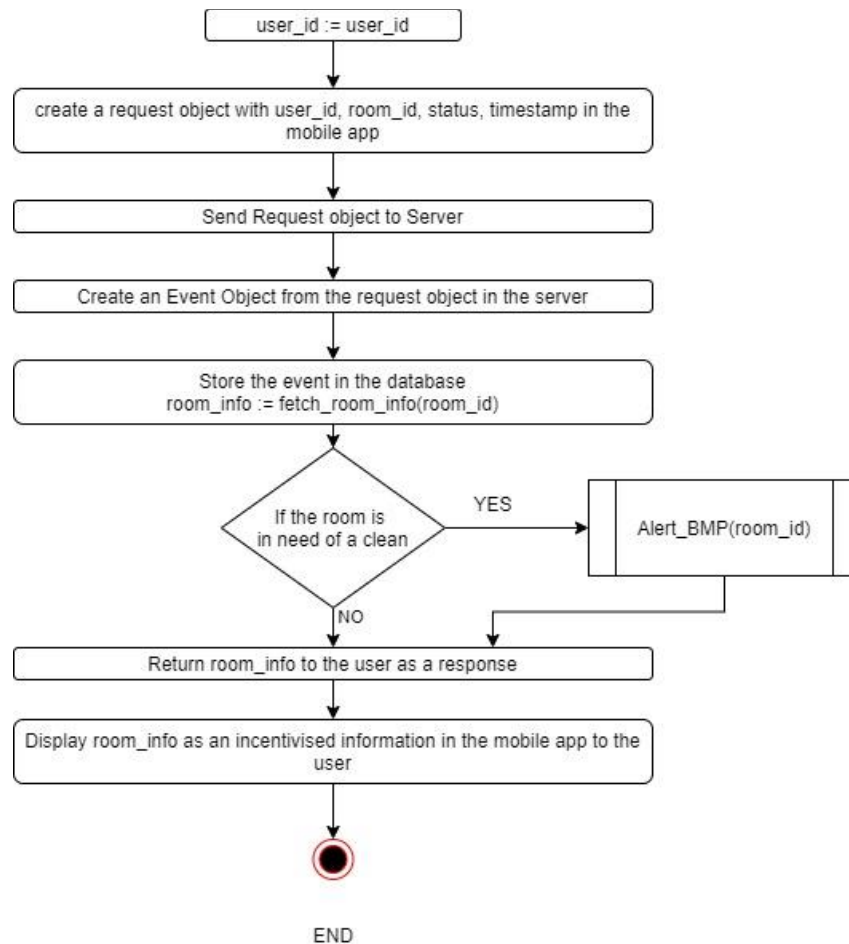 user_id := user_id
create a request object with user_id, room_id, status, timestamp in the
mobile app
Send Request object to Server
Create an Event Object from the request object in the server
Store the event in the database
room_info := fetch_room_info(room_id)
If the room is
in need of a clean
YES
Alert_BMP(room_id)
NO
Return room_info to the user as a response
Display room_info as an incentivised information in the mobile app to the
user
END